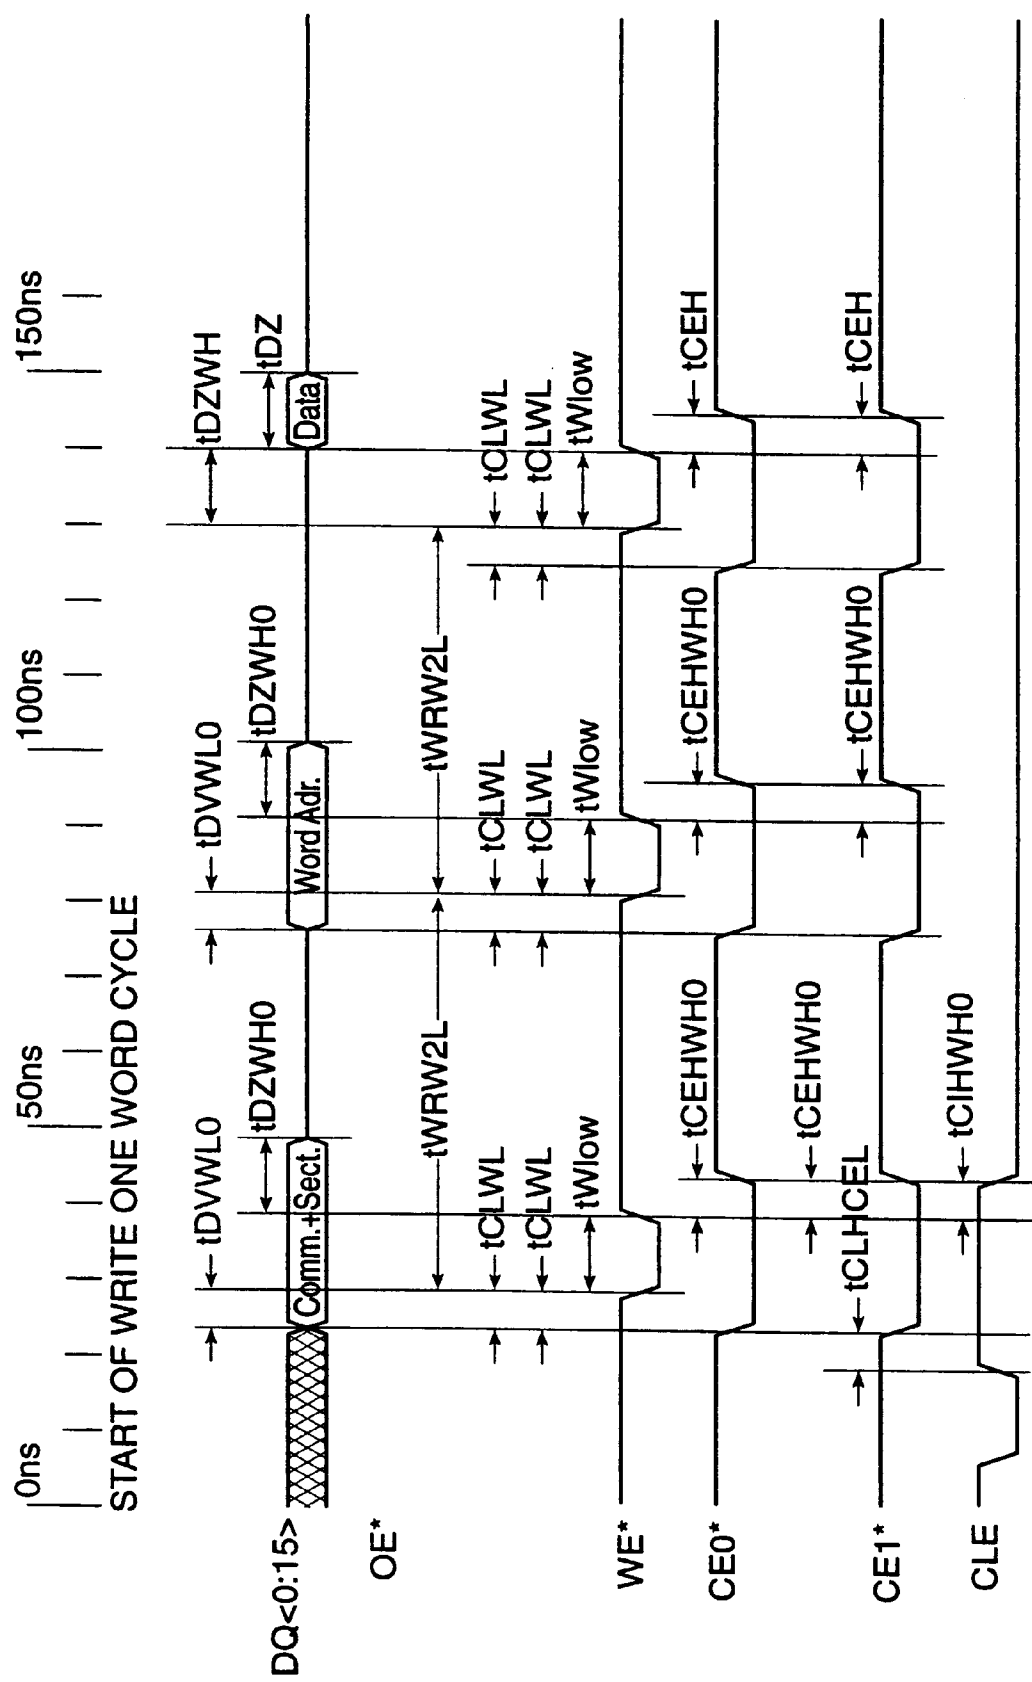 0ns
50ns
100ns
150ns
START OF WRITE ONE WORD CYCLE
tDVWL0
tDVWL0
tDZWH
tDZWH0
tDZWH0
tDZ
DQ<0:15>
Comm.+Sect.
Word Adr.
Data
OE*
tWRW2L
tWRW2L
tCLWL
tCLWL
tCLWL
tCLWL
tCLWL
tCLWL
tWlow
tWlow
tWlow
WE*
tCEHWH0
tCEHWH0
tCEH
CE0*
tCEHWH0
tCLHCEL
tCEHWH0
tCEH
CE1*
tCIHWH0
CLE